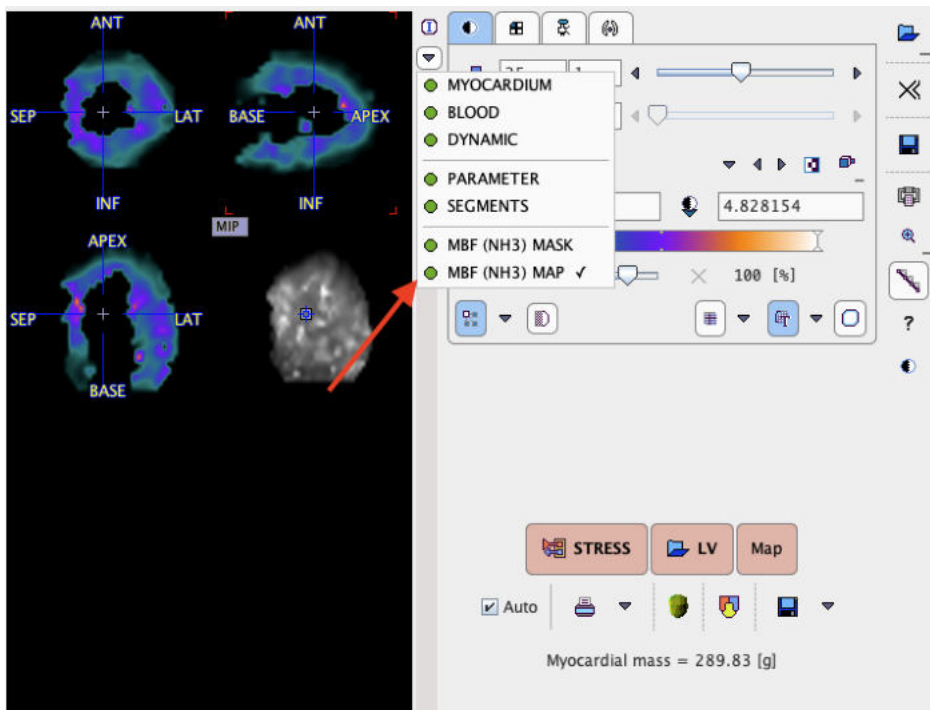 ANT
ANT
SEP
LAT
BASE
APEX
INF
INF
APEX
MIP
SEP
LAT
BASE
MYOCARDIUM
BLOOD
DYNAMIC
PARAMETER
SEGMENTS
MBF (NH3) MASK
MBF (NH3) MAP ✓
4.828154
100 [%]
?
STRESS
LV
Map
Auto
Myocardial mass = 289.83 [g]